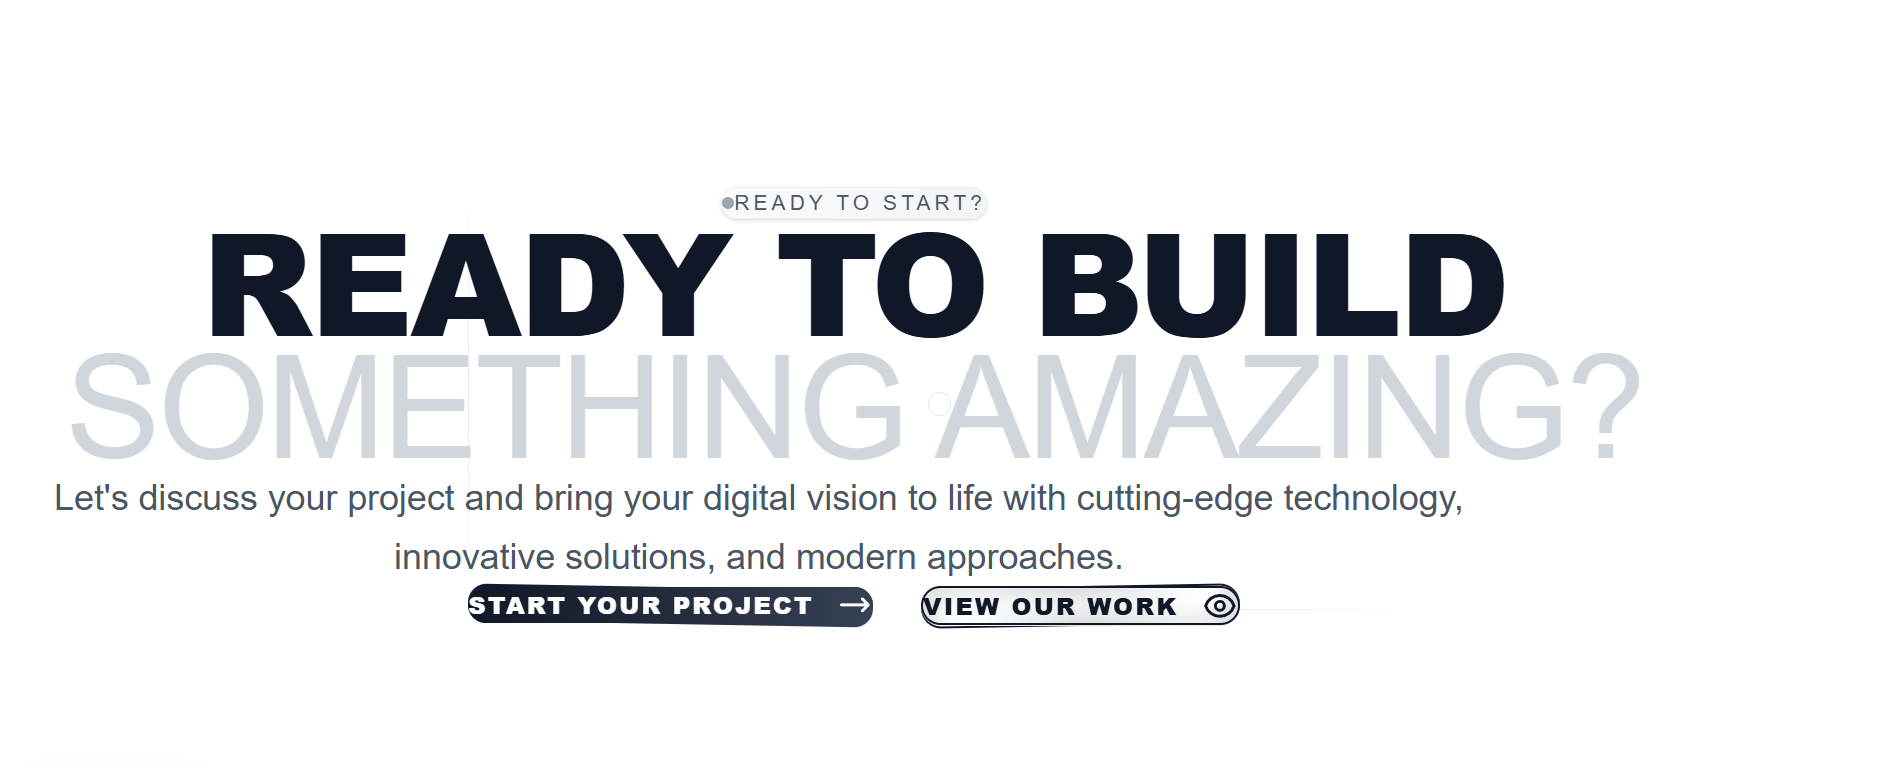 READY TO START?
READY TO BUILD
SOMETHING AMAZING?
Let's discuss your project and bring your digital vision to life with cutting-edge technology,
innovative solutions, and modern approaches.
START YOUR PROJECT
VIEW OUR WORK